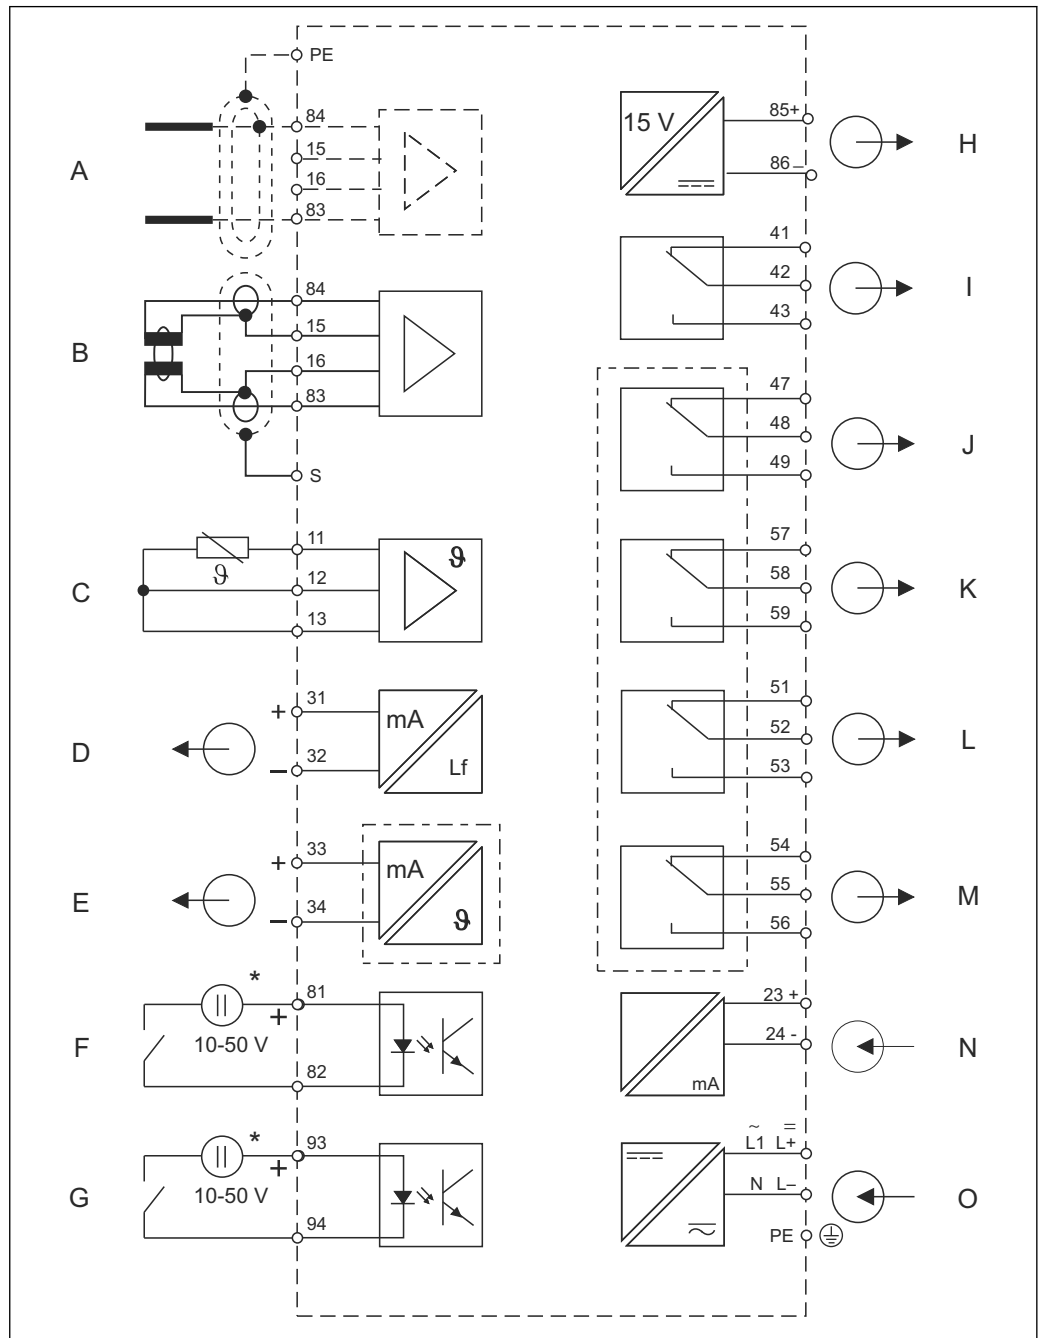 PE
A
84
15
16
83
B
84
15
16
83
S
C
ϑ
11
12
13
ϑ
D
+ 31
− 32
mA
Lf
E
+ 33
− 34
mA
ϑ
F
*
10-50 V
+
81
82
G
*
10-50 V
+
93
94
15 V
85+
86 –
H
41
42
43
I
47
48
49
J
57
58
59
K
51
52
53
L
54
55
56
M
mA
23 +
24 -
N
~ =
L1 L+
N L–
PE
O